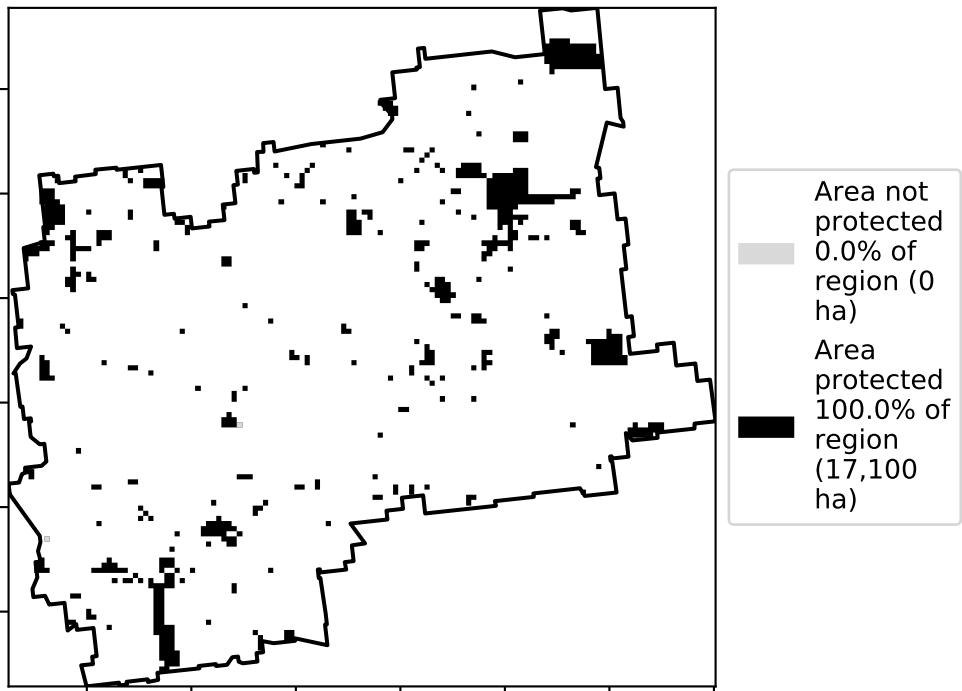 Area not
protected
0.0% of
region (0
ha)
Area
protected
100.0% of
region
(17,100
ha)